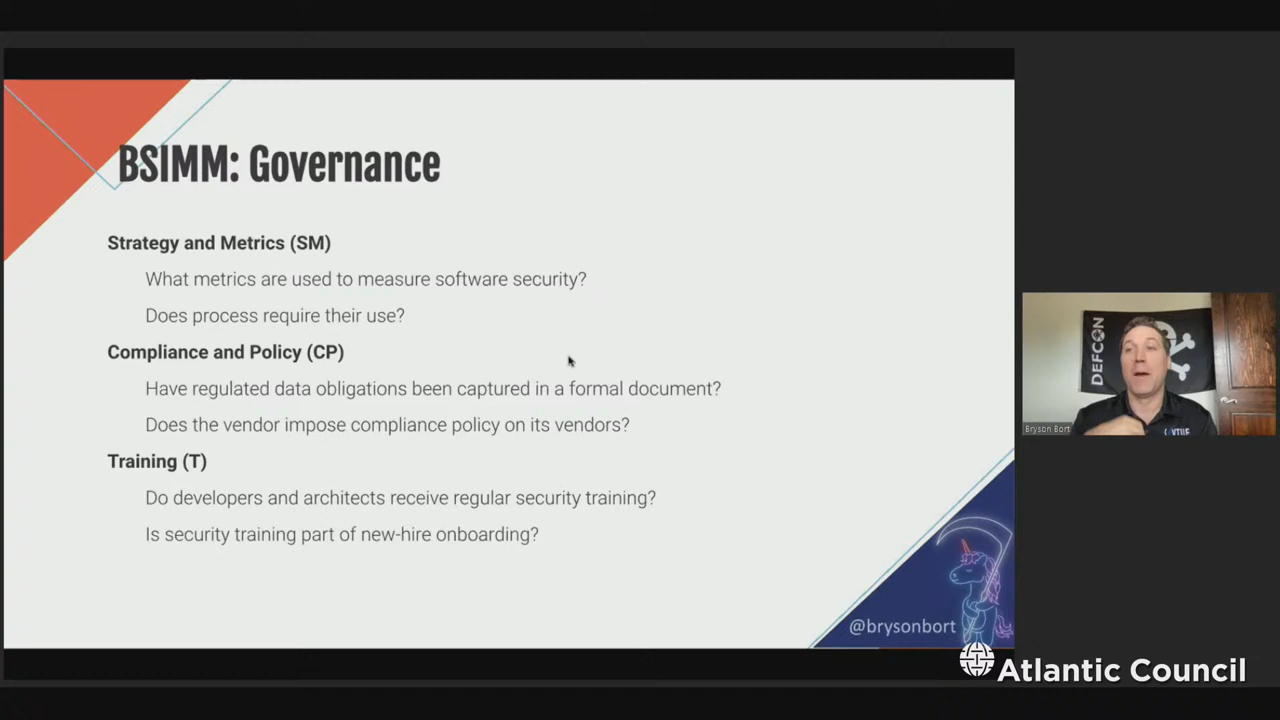 BSIMM: Governance
Strategy and Metrics (SM)
What metrics are used to measure software security?
Does process require their use?
Compliance and Policy (CP)
Have regulated data obligations been captured in a formal document?
Does the vendor impose compliance policy on its vendors?
Training (T)
Do developers and architects receive regular security training?
Is security training part of new-hire onboarding?
@brysonbort
DEFCON
Bryson Bort
Atlantic Council